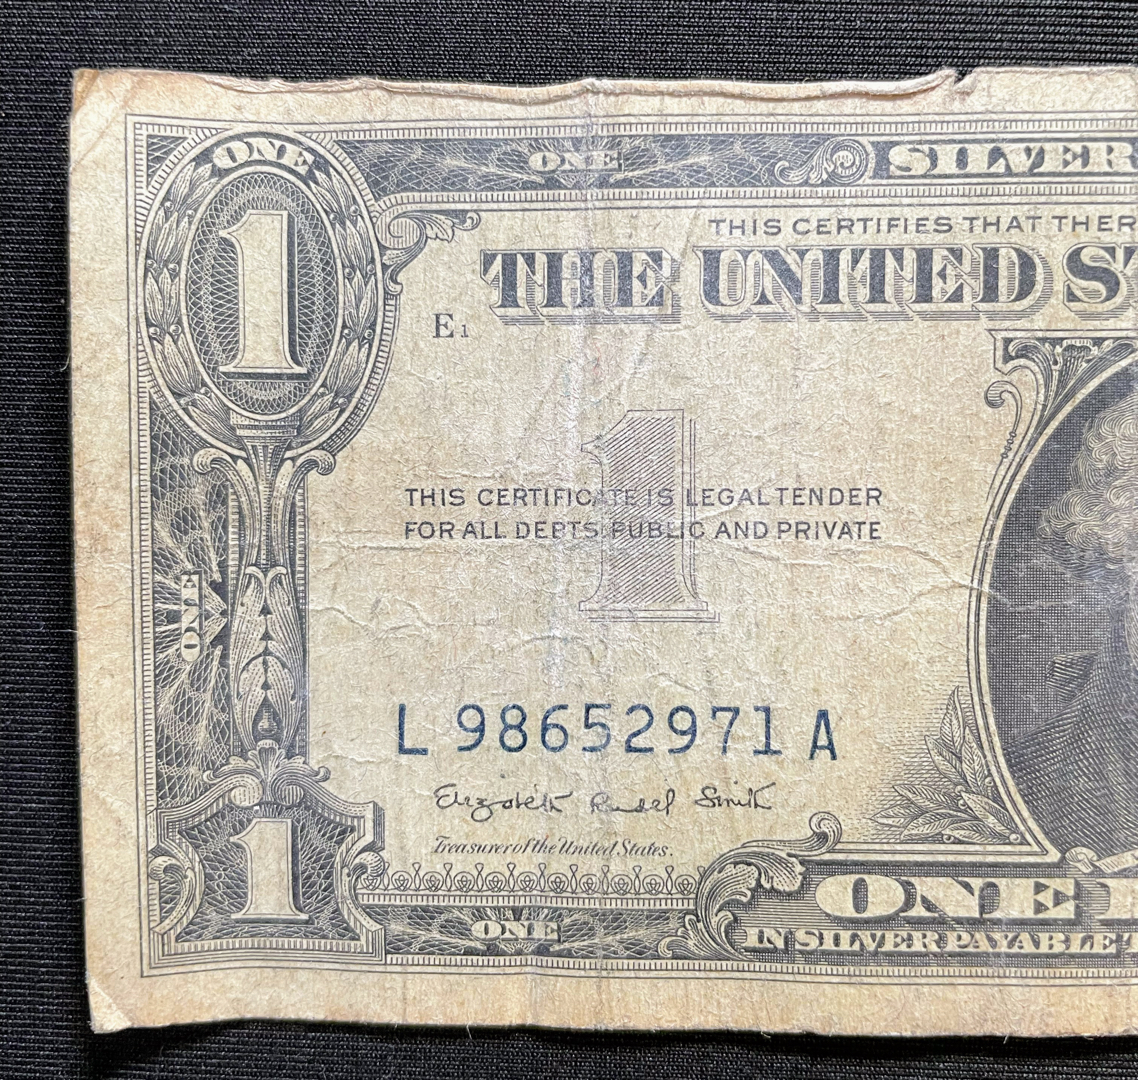 ONE
ONE
SILVER
1
THIS CERTIFIES THAT THER
THE UNITED S
E1
1
THIS CERTIFICATE IS LEGAL TENDER
FOR ALL DEBTS PUBLIC AND PRIVATE
ONE
L 98652971 A
Elizabeth Rudel Smith
Treasurer of the United States.
1
ONE
ONE
IN SILVER PAYABLE